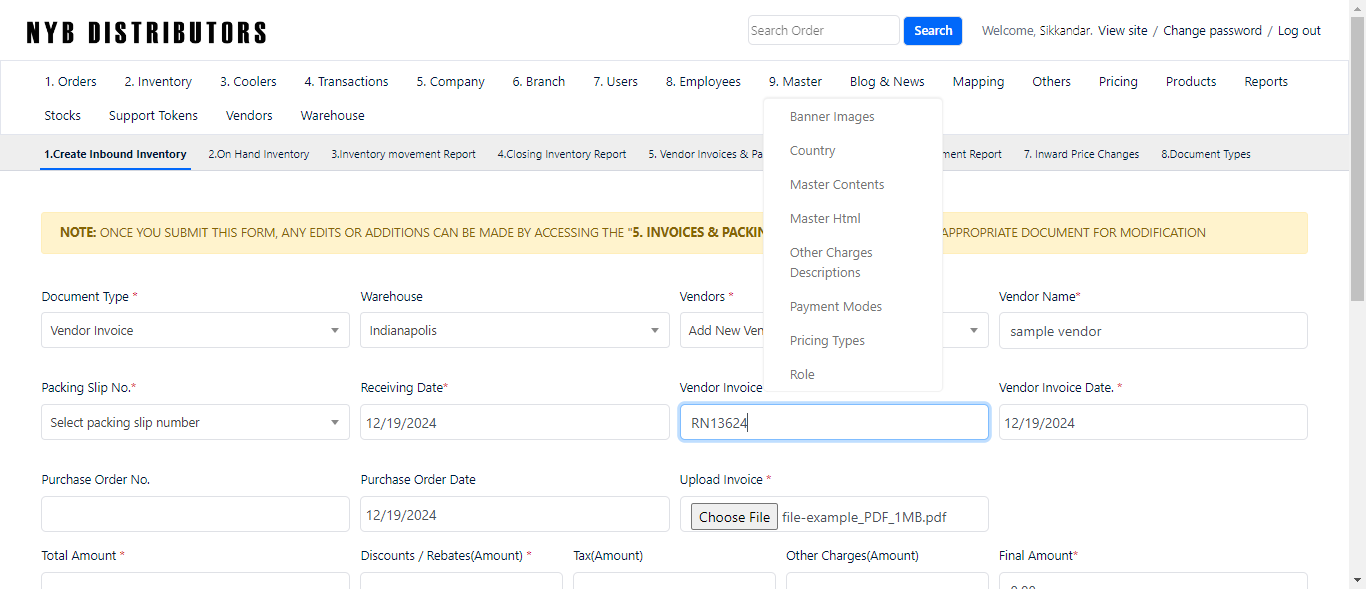 NYB DISTRIBUTORS
Search Order
Search
Welcome, Sikkandar. View site / Change password / Log out
1. Orders 2. Inventory 3. Coolers 4. Transactions 5. Company 6. Branch 7. Users 8. Employees 9. Master Blog & News Mapping Others Pricing Products Reports
Stocks Support Tokens Vendors Warehouse
Banner Images
Country
Master Contents
Master Html
Other Charges
Descriptions
Payment Modes
Pricing Types
Role
1.Create Inbound Inventory 2.On Hand Inventory 3.Inventory movement Report 4.Closing Inventory Report 5. Vendor Invoices & Pa ment Report 7. Inward Price Changes 8.Document Types
NOTE: ONCE YOU SUBMIT THIS FORM, ANY EDITS OR ADDITIONS CAN BE MADE BY ACCESSING THE "5. INVOICES & PACKIN APPROPRIATE DOCUMENT FOR MODIFICATION
Document Type * Warehouse Vendors * Vendor Name*
Vendor Invoice Indianapolis Add New Ven sample vendor
Packing Slip No.* Receiving Date* Vendor Invoice Vendor Invoice Date. *
Select packing slip number 12/19/2024 RN13624 12/19/2024
Purchase Order No. Purchase Order Date Upload Invoice *
12/19/2024 Choose File file-example_PDF_1MB.pdf
Total Amount * Discounts / Rebates(Amount) * Tax(Amount) Other Charges(Amount) Final Amount*